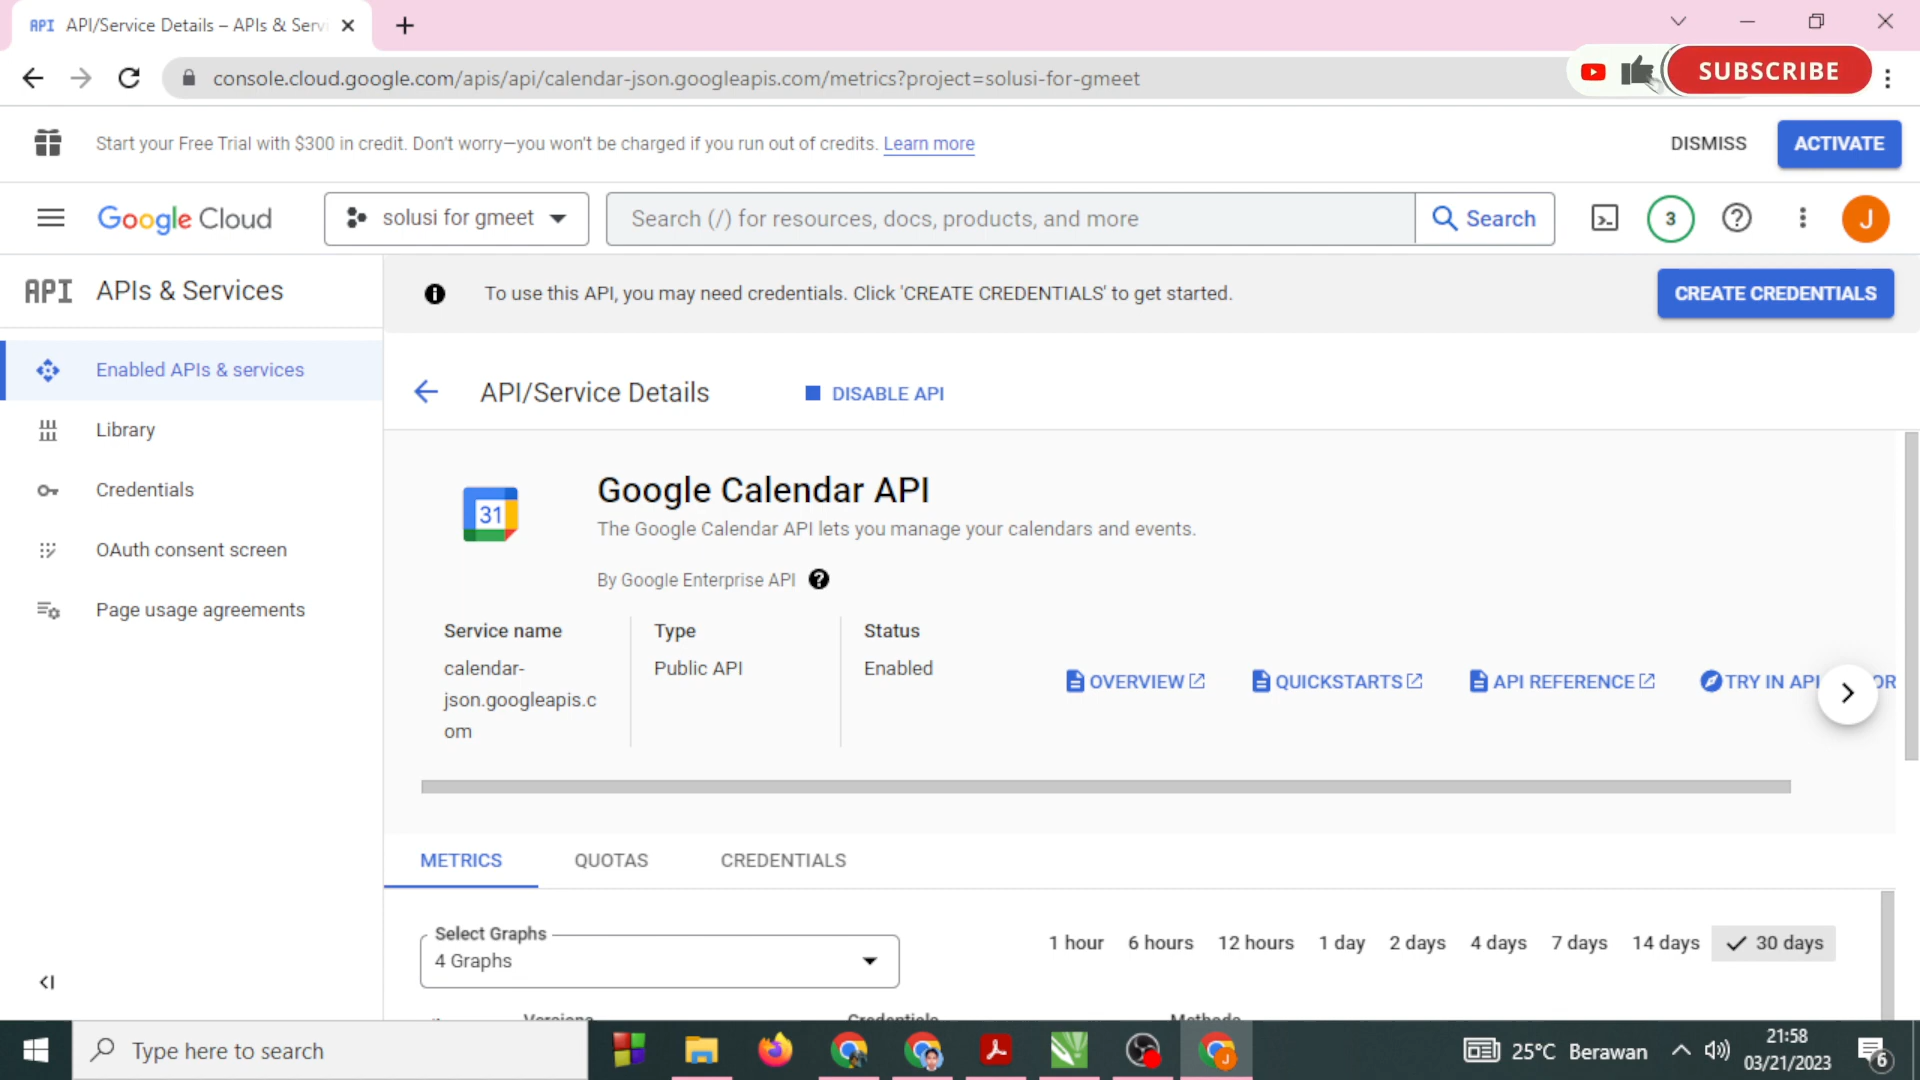 API API/Service Details – APIs & Serv
console.cloud.google.com/apis/api/calendar-json.googleapis.com/metrics?project=solusi-for-gmeet
SUBSCRIBE
Start your Free Trial with $300 in credit. Don't worry—you won't be charged if you run out of credits. Learn more
DISMISS
ACTIVATE
Google Cloud
solusi for gmeet
Search (/) for resources, docs, products, and more
Search
3
J
API APIs & Services
To use this API, you may need credentials. Click 'CREATE CREDENTIALS' to get started.
CREATE CREDENTIALS
Enabled APIs & services
Library
Credentials
OAuth consent screen
Page usage agreements
API/Service Details
DISABLE API
31
Google Calendar API
The Google Calendar API lets you manage your calendars and events.
By Google Enterprise API
Service name
calendar-
json.googleapis.c
om
Type
Public API
Status
Enabled
OVERVIEW
QUICKSTARTS
API REFERENCE
TRY IN API
OR
METRICS
QUOTAS
CREDENTIALS
Select Graphs
4 Graphs
1 hour 6 hours 12 hours 1 day 2 days 4 days 7 days 14 days 30 days
Versions Credentials Methods
Type here to search
J
25°C Berawan
21:58
03/21/2023
6